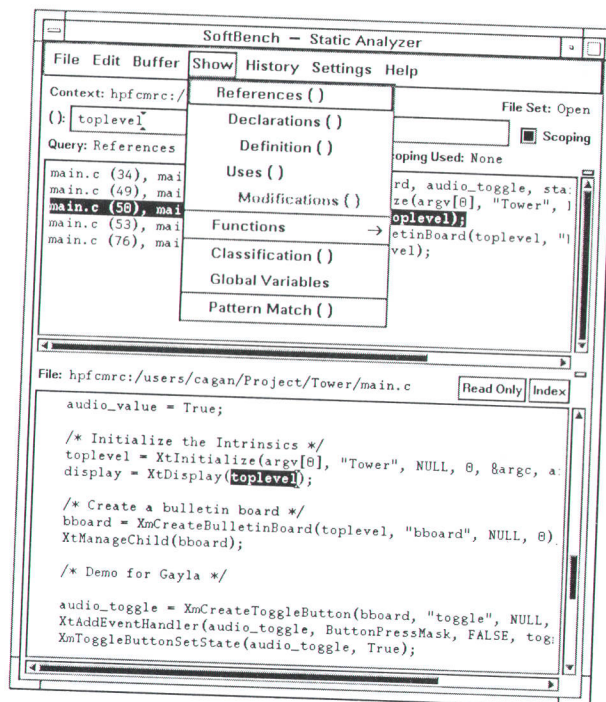 SoftBench — Static Analyzer
File Edit Buffer Show History Settings Help
Context: hpfcmrc:/
File Set: Open
(): toplevel
Scoping
Query: References
coping Used: None
References ( )
Declarations ( )
Definition ( )
Uses ( )
Modifications ( )
Functions →
Classification ( )
Global Variables
Pattern Match ( )
main.c (34), mai
main.c (49), mai
main.c (50), mai
main.c (53), mai
main.c (76), mai
rd, audio_toggle, sta
ze(argv[0], "Tower",
oplevel);
etinBoard(toplevel, "
vel);
File: hpfcmrc:/users/cagan/Project/Tower/main.c
Read Only Index
audio_value = True;
/* Initialize the Intrinsics */
toplevel = XtInitialize(argv[0], "Tower", NULL, 0, &argc, a
display = XtDisplay(toplevel);
/* Create a bulletin board */
bboard = XmCreateBulletinBoard(toplevel, "bboard", NULL, 0)
XtManageChild(bboard);
/* Demo for Gayla */
audio_toggle = XmCreateToggleButton(bboard, "toggle", NULL,
XtAddEventHandler(audio_toggle, ButtonPressMask, FALSE, tog
XmToggleButtonSetState(audio_toggle, True);